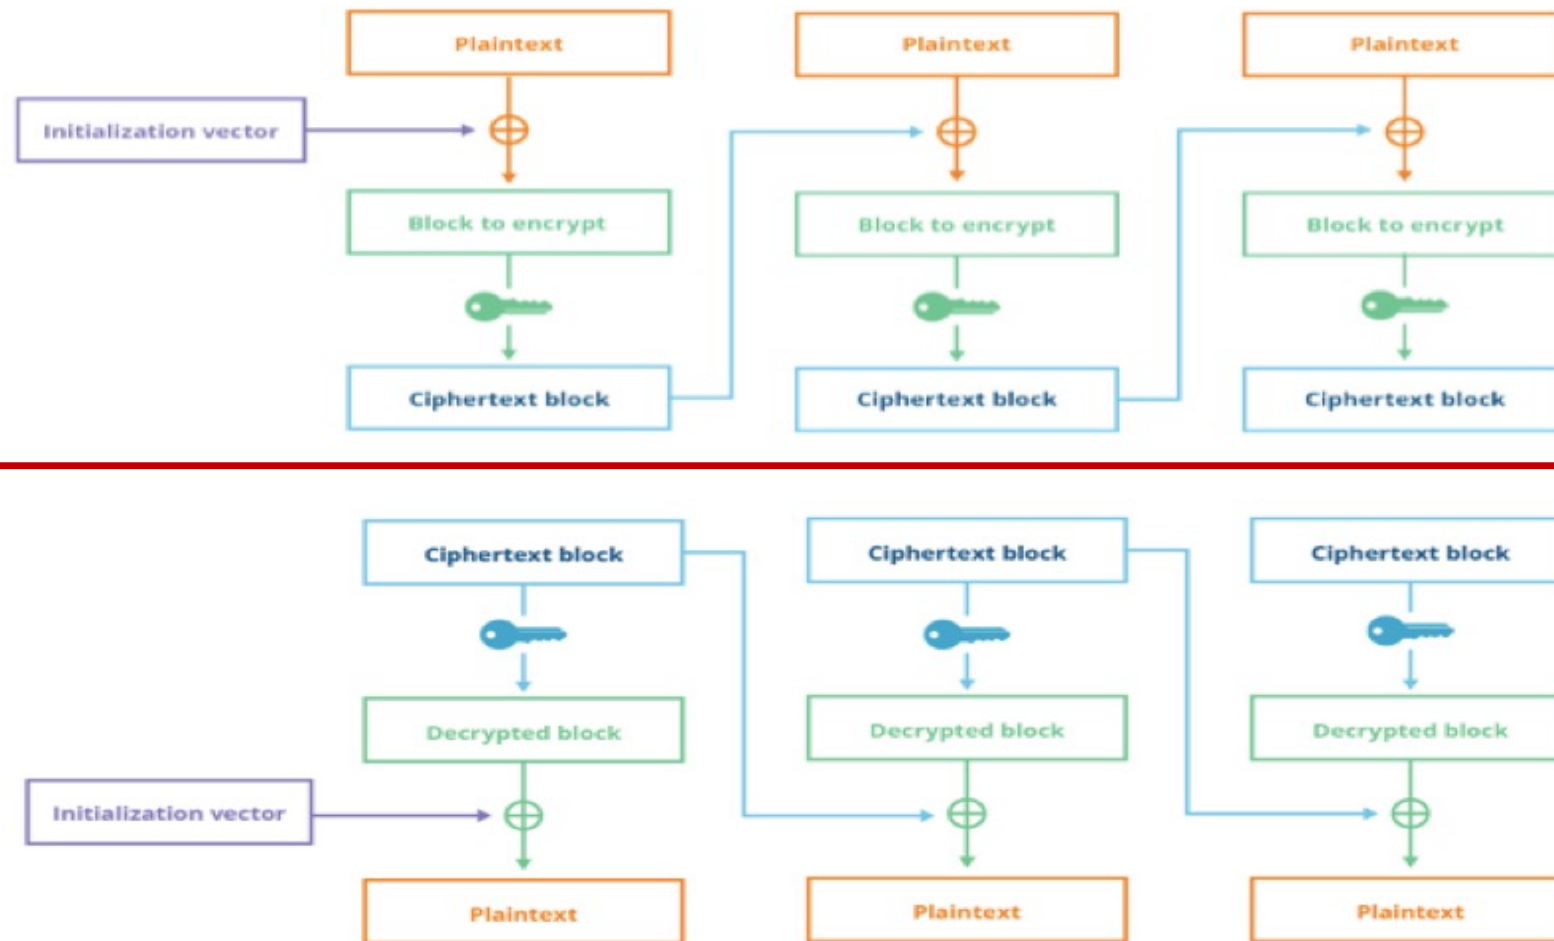 Plaintext
Plaintext
Plaintext
Initialization vector
Block to encrypt
Block to encrypt
Block to encrypt
Ciphertext block
Ciphertext block
Ciphertext block
Ciphertext block
Ciphertext block
Ciphertext block
Decrypted block
Decrypted block
Decrypted block
Initialization vector
Plaintext
Plaintext
Plaintext